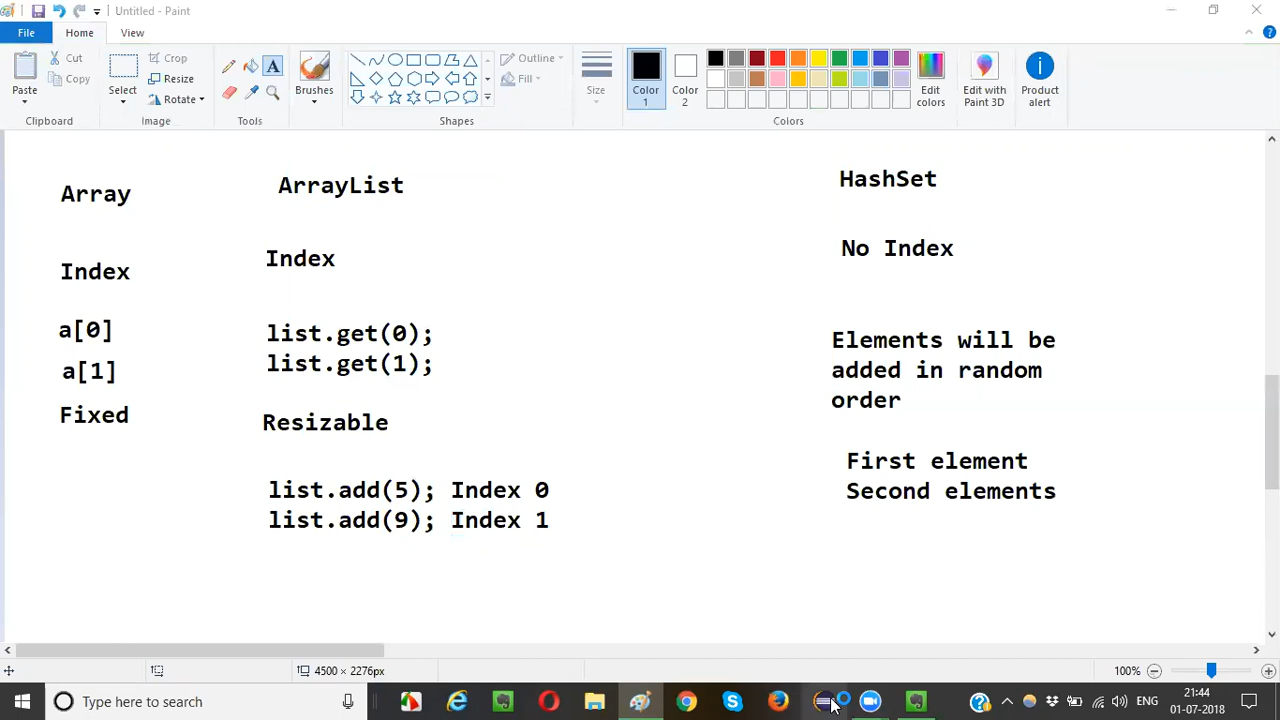 Untitled - Paint
File
Home
View
Paste
Cut
Copy
Clipboard
Select
Crop
Resize
Rotate
Image
A
Tools
Brushes
Outline
Fill
Shapes
Size
Color 1
Color 2
Edit colors
Colors
Edit with Paint 3D
Product alert
Array
ArrayList
HashSet
Index
Index
No Index
a[0]
a[1]
Fixed
list.get(0);
list.get(1);
Resizable
list.add(5); Index 0
list.add(9); Index 1
Elements will be
added in random
order
First element
Second elements
4500 × 2276px
100%
Type here to search
ENG
21:44
01-07-2018